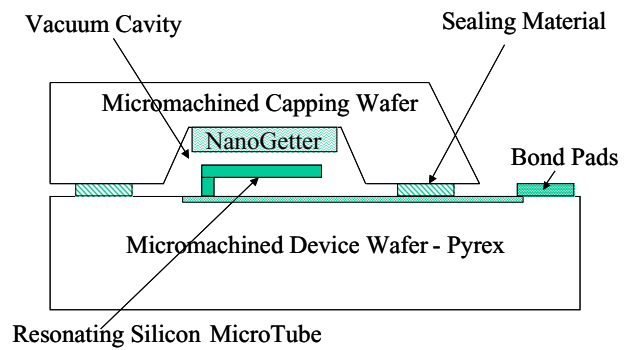 Vacuum Cavity
Sealing Material
Micromachined Capping Wafer
NanoGetter
Bond Pads
Micromachined Device Wafer - Pyrex
Resonating Silicon MicroTube